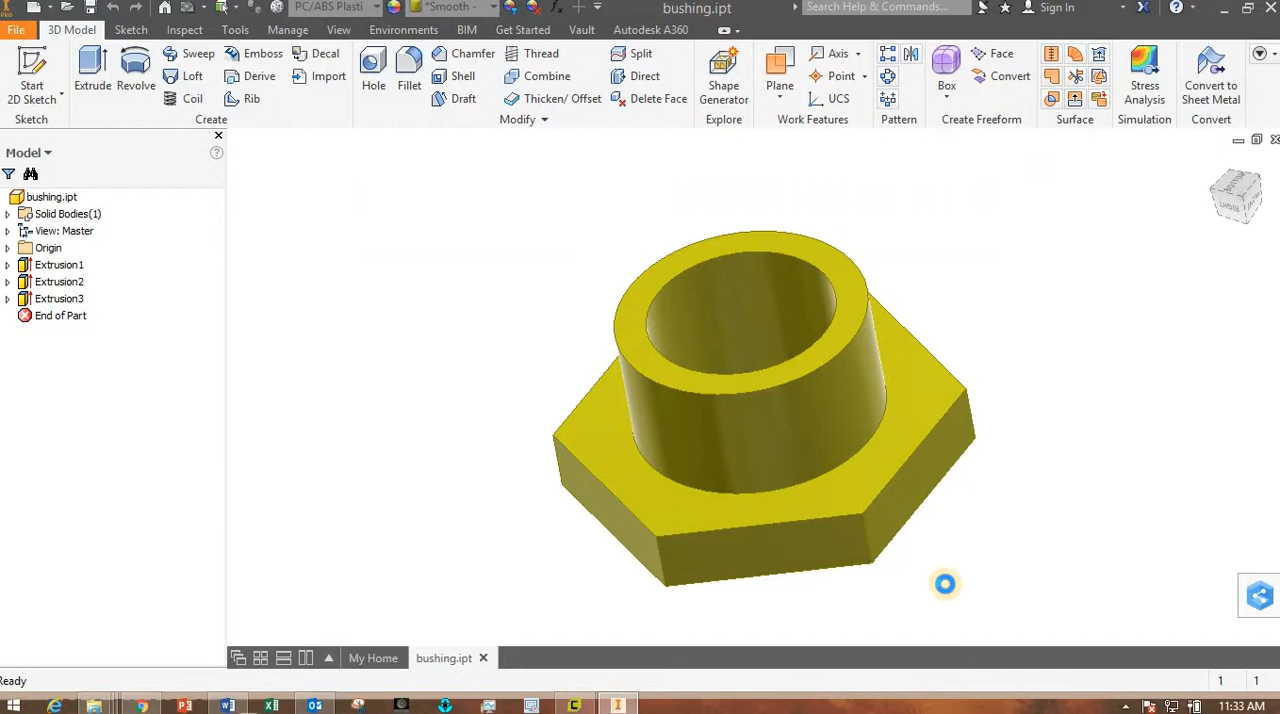 PRO PC/ABS Plasti *Smooth - fx bushing.ipt Search Help & Commands... Sign In
File 3D Model Sketch Inspect Tools Manage View Environments BIM Get Started Vault Autodesk A360
Start 2D Sketch
Extrude Revolve
Sweep Emboss Decal
Loft Derive Import
Coil Rib
Hole Fillet
Chamfer Thread Split
Shell Combine Direct
Draft Thicken/ Offset Delete Face
Shape Generator
Plane
Axis
Point
UCS
Box
Face
Convert
Stress Analysis
Convert to Sheet Metal
Sketch Create Modify Explore Work Features Pattern Create Freeform Surface Simulation Convert
Model
bushing.ipt
Solid Bodies(1)
View: Master
Origin
Extrusion1
Extrusion2
Extrusion3
End of Part
RIGHT
My Home bushing.ipt
Ready 1 1
11:33 AM